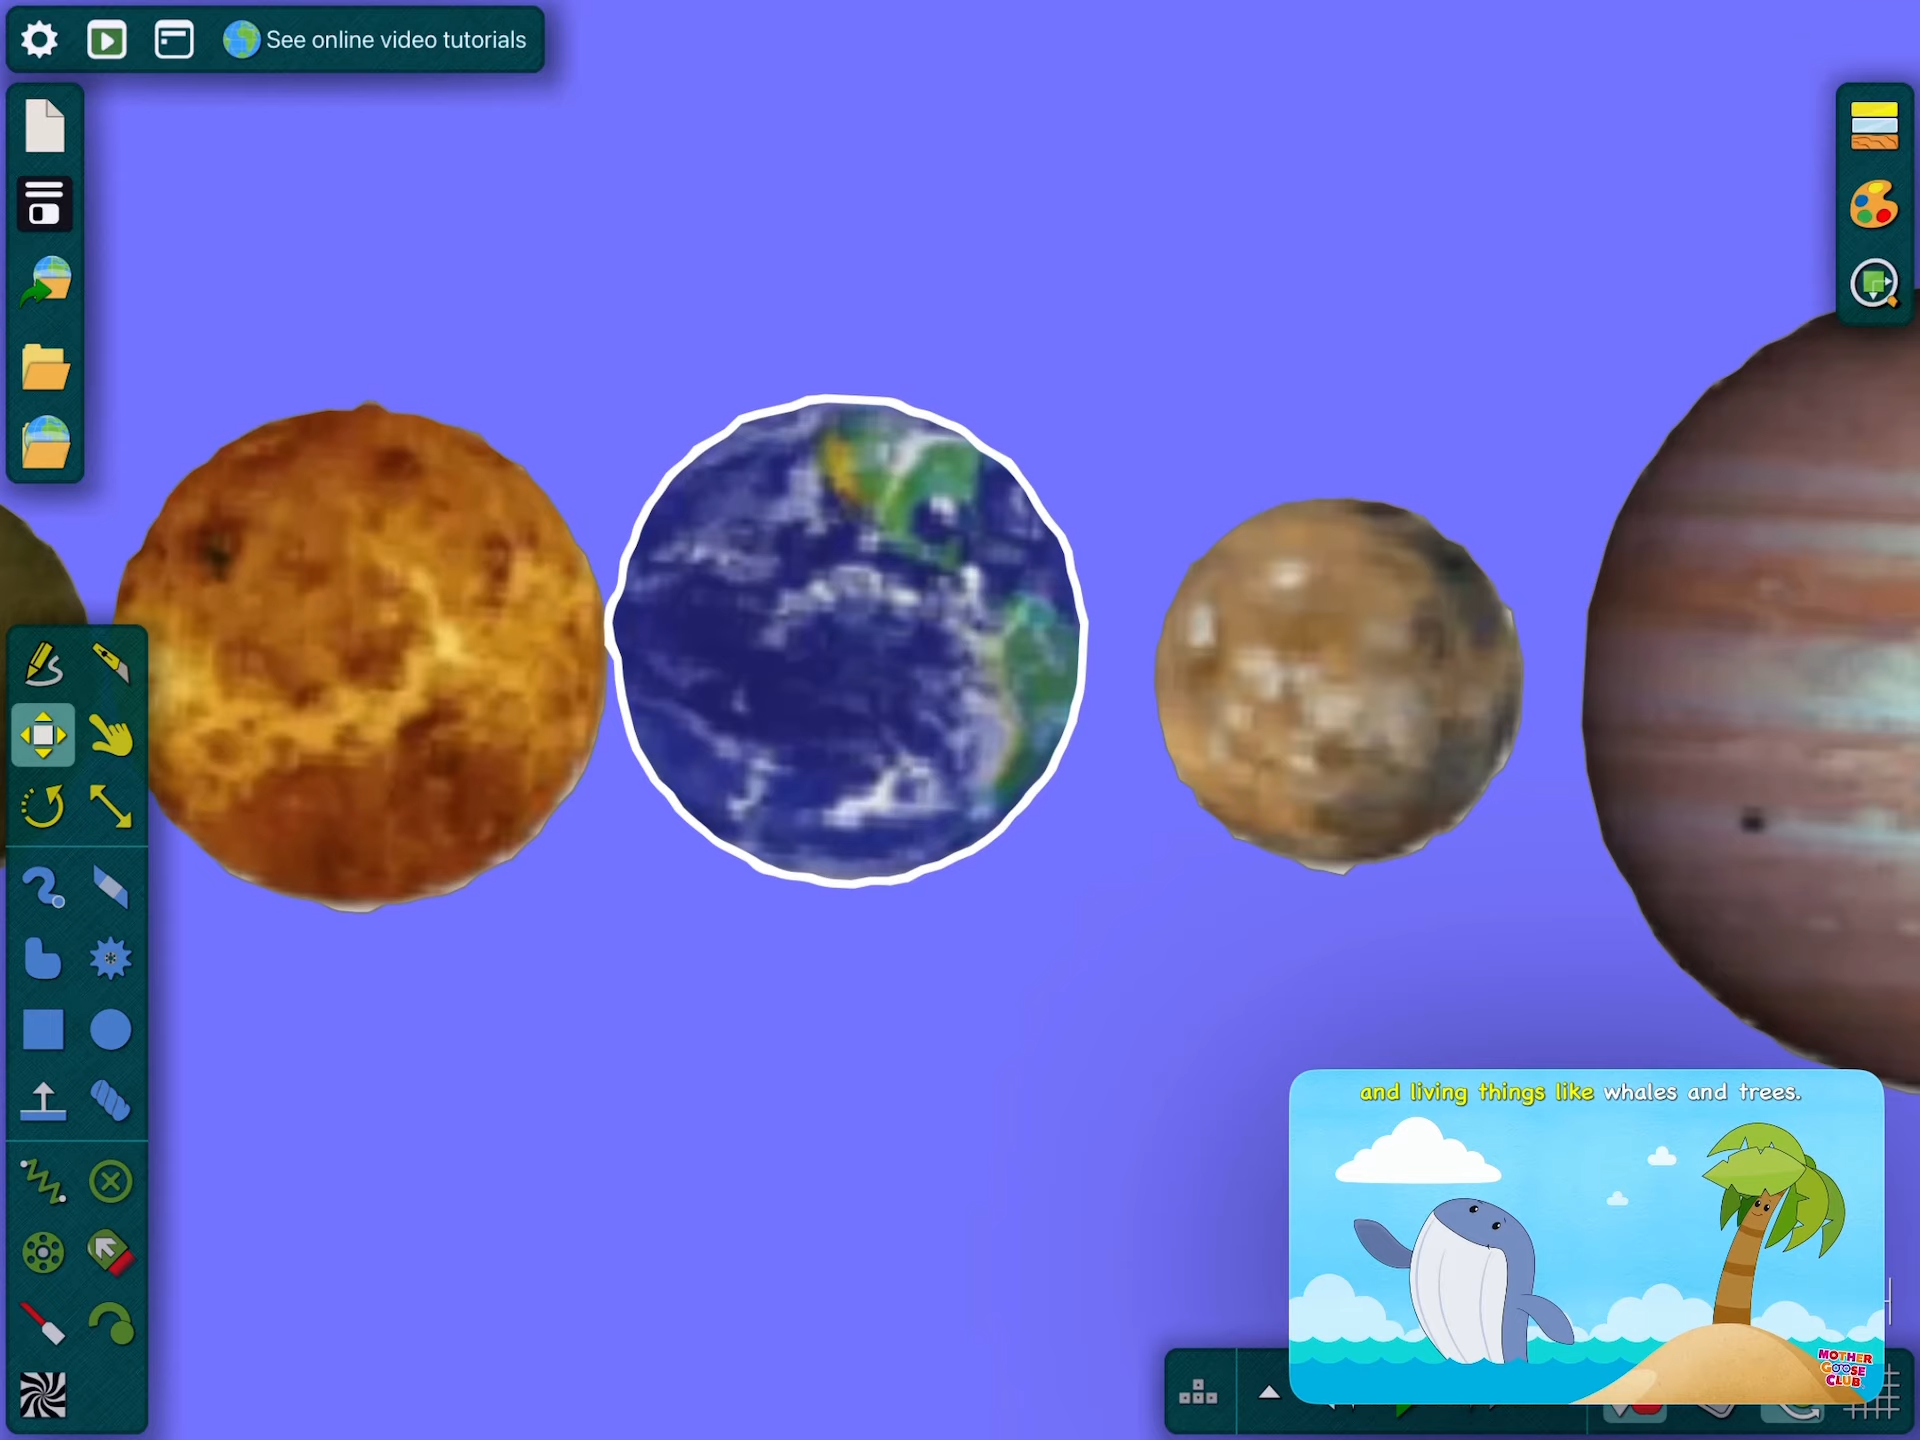 See online video tutorials
and living things like whales and trees.
MOTHER
GOOSE
CLUB